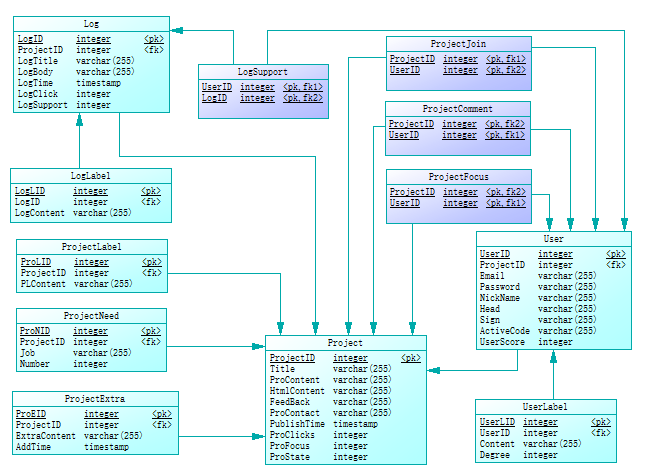 Log
LogID integer <pk>
ProjectID integer <fk>
LogTitle varchar(255)
LogBody varchar(255)
LogTime timestamp
LogClick integer
LogSupport integer
LogSupport
UserID integer <pk,fk1>
LogID integer <pk,fk2>
ProjectJoin
ProjectID integer <pk,fk1>
UserID integer <pk,fk2>
ProjectComment
ProjectID integer <pk,fk2>
UserID integer <pk,fk1>
LogLabel
LogLID integer <pk>
LogID integer <fk>
LogContent varchar(255)
ProjectFocus
ProjectID integer <pk,fk2>
UserID integer <pk,fk1>
User
UserID integer <pk>
ProjectID integer <fk>
Email varchar(255)
Password varchar(255)
NickName varchar(255)
Head varchar(255)
Sign varchar(255)
ActiveCode varchar(255)
UserScore integer
ProjectLabel
ProLID integer <pk>
ProjectID integer <fk>
PLContent varchar(255)
ProjectNeed
ProNID integer <pk>
ProjectID integer <fk>
Job varchar(255)
Number integer
Project
ProjectID integer <pk>
Title varchar(255)
ProContent varchar(255)
HtmlContent varchar(255)
FeedBack varchar(255)
ProContact varchar(255)
PublishTime timestamp
ProClicks integer
ProFocus integer
ProState integer
ProjectExtra
ProEID integer <pk>
ProjectID integer <fk>
ExtraContent varchar(255)
AddTime timestamp
UserLabel
UserLID integer <pk>
UserID integer <fk>
Content varchar(255)
Degree integer